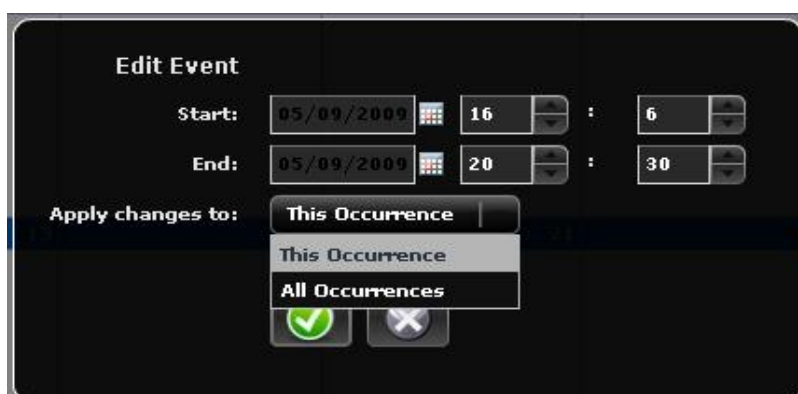 Edit Event
Start: 05/09/2009 16 : 6
End: 05/09/2009 20 : 30
Apply changes to: This Occurrence
This Occurrence
All Occurrences